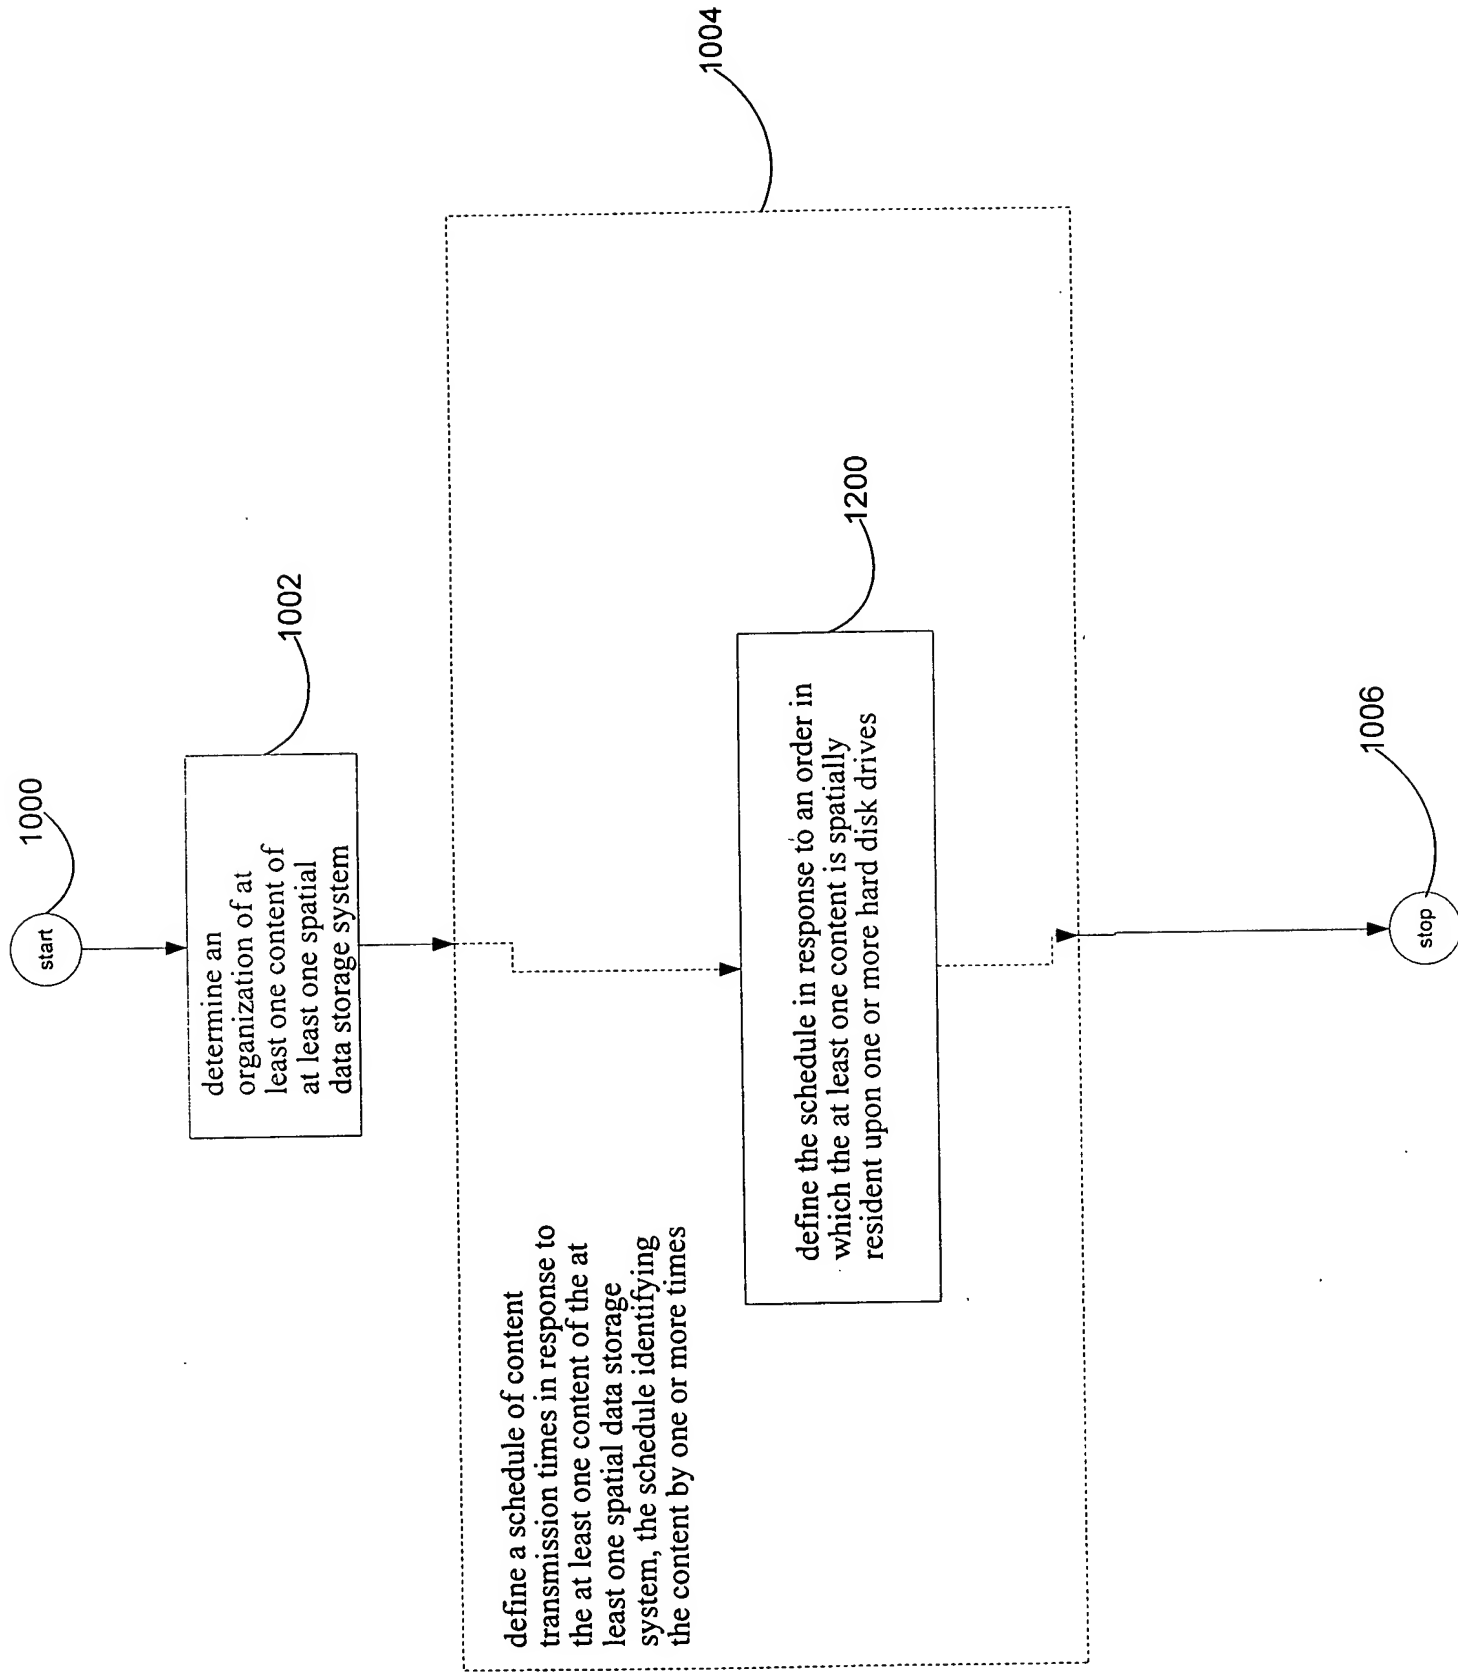 1000
start
1002
determine an
organization of at
least one content of
at least one spatial
data storage system
1004
define a schedule of content
transmission times in response to
the at least one content of the at
least one spatial data storage
system, the schedule identifying
the content by one or more times
1200
define the schedule in response to an order in
which the at least one content is spatially
resident upon one or more hard disk drives
1006
stop